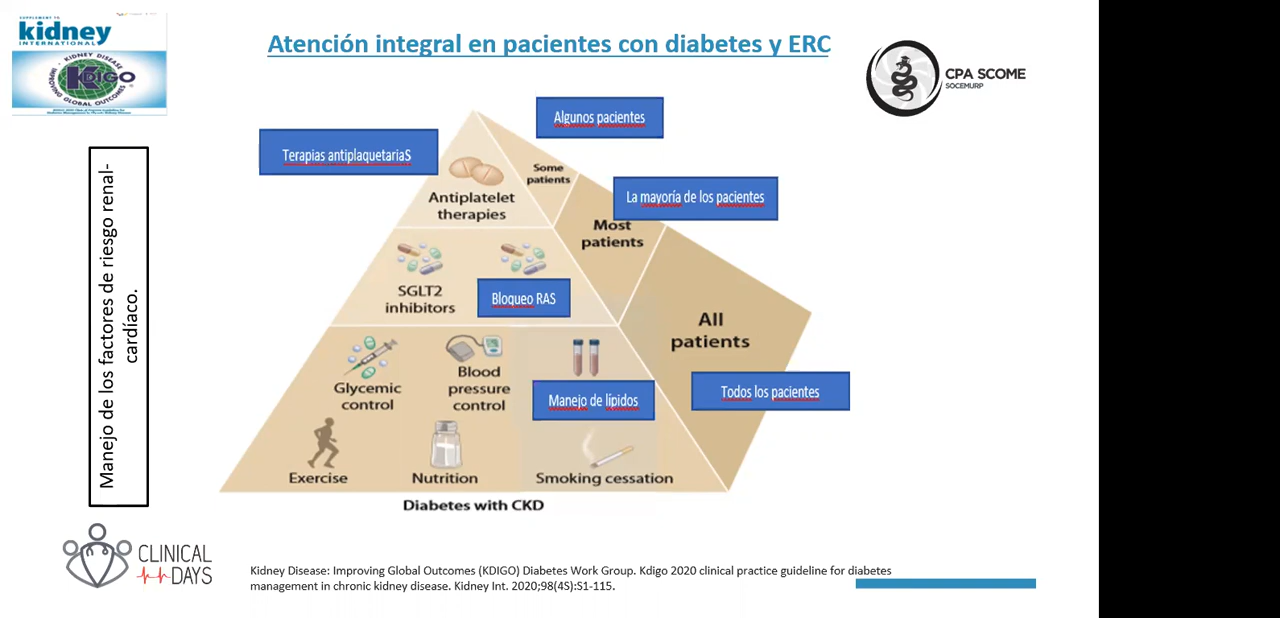 SUPPLEMENT TO
kidney
INTERNATIONAL
KIDNEY DISEASE
KDIGO
IMPROVING GLOBAL OUTCOMES
Atención integral en pacientes con diabetes y ERC
CPA SCOME
SOCEMURP
Manejo de los factores de riesgo renal-
cardíaco.
Terapias antiplaquetariaS
Algunos pacientes
Some
patients
Antiplatelet
therapies
La mayoría de los pacientes
Most
patients
SGLT2
inhibitors
Bloqueo RAS
All
patients
Glycemic
control
Blood
pressure
control
Manejo de lípidos
Todos los pacientes
Exercise
Nutrition
Smoking cessation
Diabetes with CKD
CLINICAL
DAYS
Kidney Disease: Improving Global Outcomes (KDIGO) Diabetes Work Group. Kdigo 2020 clinical practice guideline for diabetes
management in chronic kidney disease. Kidney Int. 2020;98(4S):S1-115.